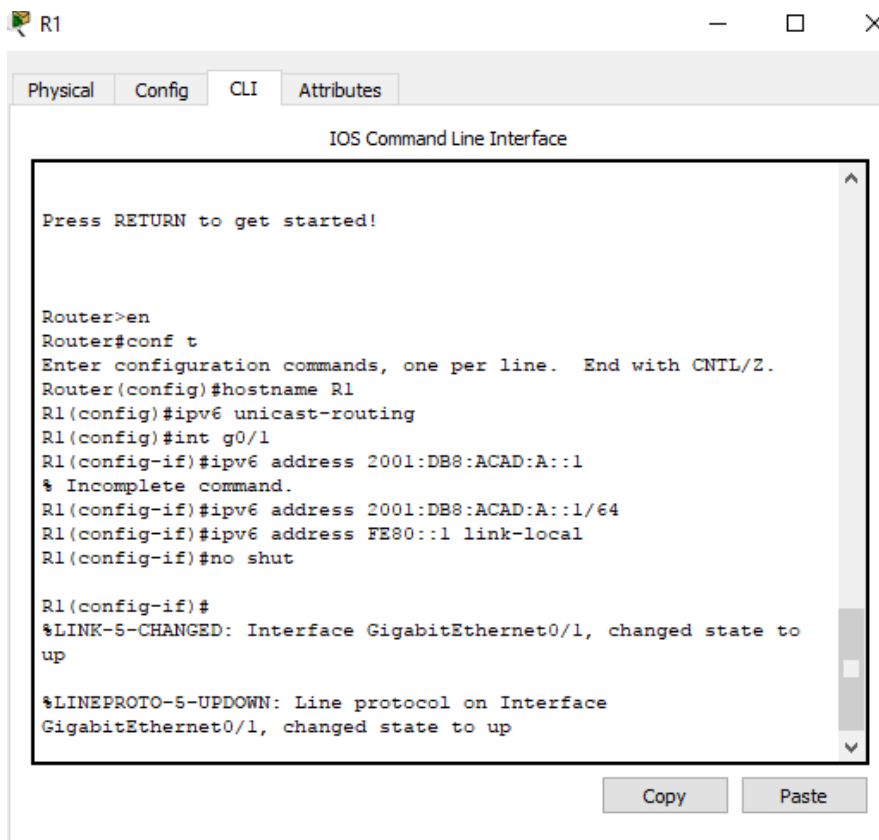 R1
Physical Config CLI Attributes
IOS Command Line Interface
Press RETURN to get started!
Router>en
Router#conf t
Enter configuration commands, one per line.  End with CNTL/Z.
Router(config)#hostname R1
R1(config)#ipv6 unicast-routing
R1(config)#int g0/1
R1(config-if)#ipv6 address 2001:DB8:ACAD:A::1
% Incomplete command.
R1(config-if)#ipv6 address 2001:DB8:ACAD:A::1/64
R1(config-if)#ipv6 address FE80::1 link-local
R1(config-if)#no shut
R1(config-if)#
%LINK-5-CHANGED: Interface GigabitEthernet0/1, changed state to
up
%LINEPROTO-5-UPDOWN: Line protocol on Interface
GigabitEthernet0/1, changed state to up
Copy Paste